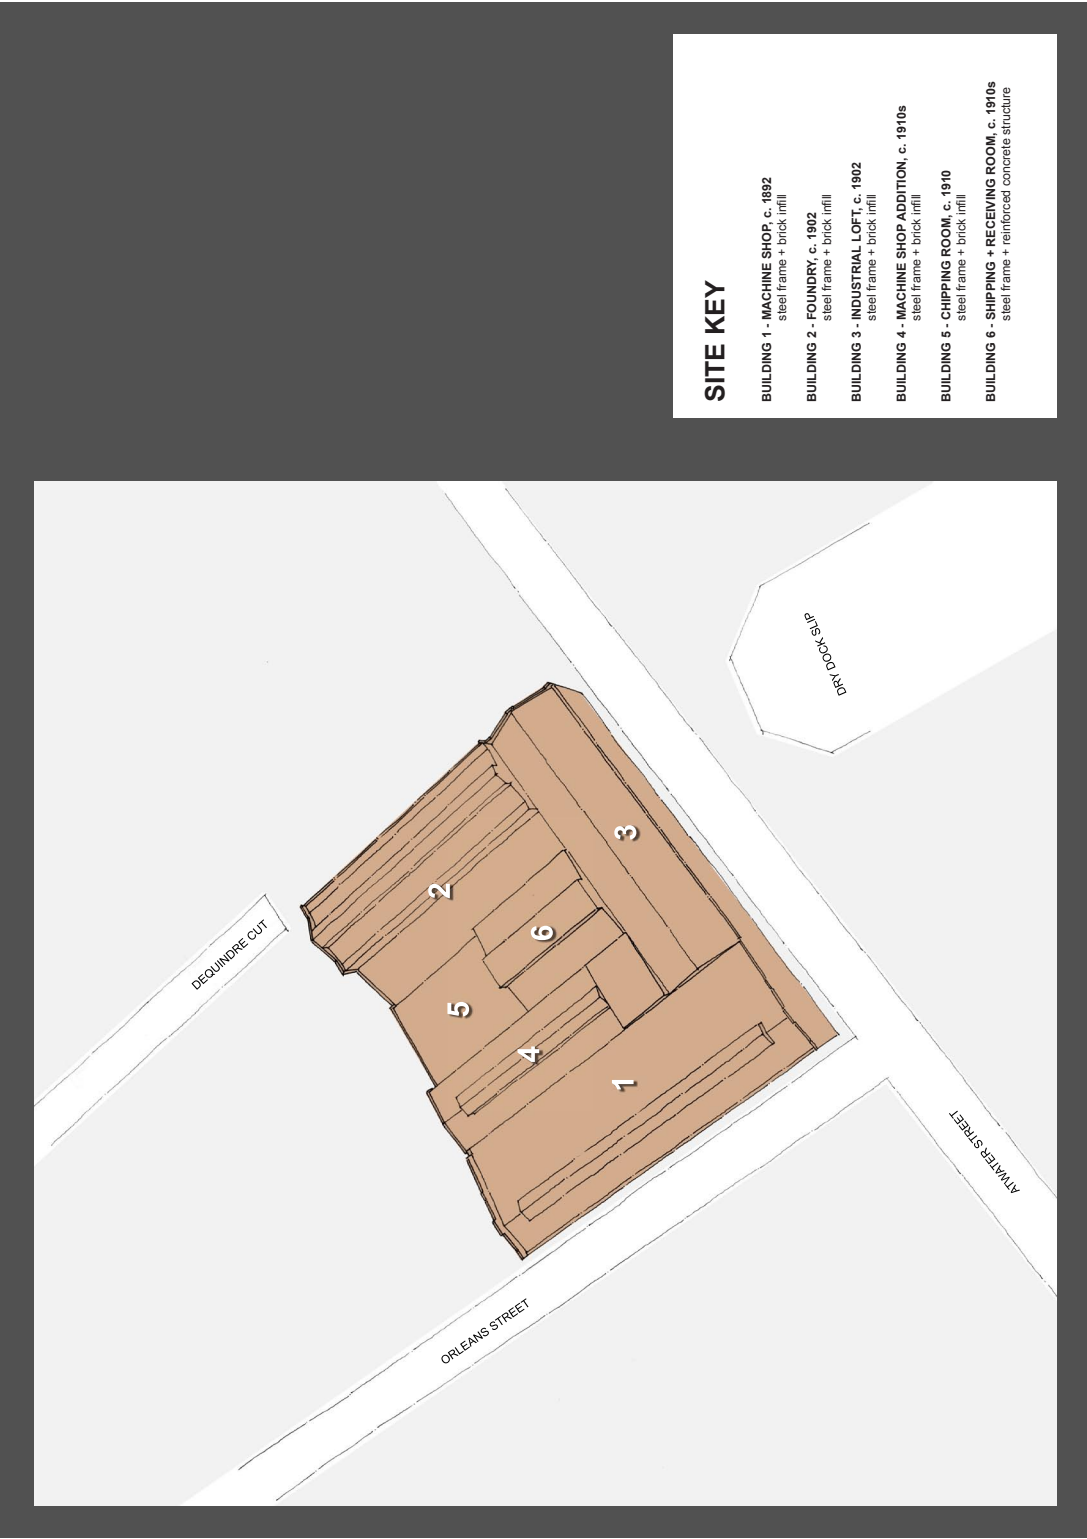 SITE KEY
BUILDING 1 - MACHINE SHOP, c. 1892
steel frame + brick infill
BUILDING 2 - FOUNDRY, c. 1902
steel frame + brick infill
BUILDING 3 - INDUSTRIAL LOFT, c. 1902
steel frame + brick infill
BUILDING 4 - MACHINE SHOP ADDITION, c. 1910s
steel frame + brick infill
BUILDING 5 - CHIPPING ROOM, c. 1910
steel frame + brick infill
BUILDING 6 - SHIPPING + RECEIVING ROOM, c. 1910s
steel frame + reinforced concrete structure
DEQUINDRE CUT
ORLEANS STREET
ATWATER STREET
DRY DOCK SLIP
1
2
3
4
5
6